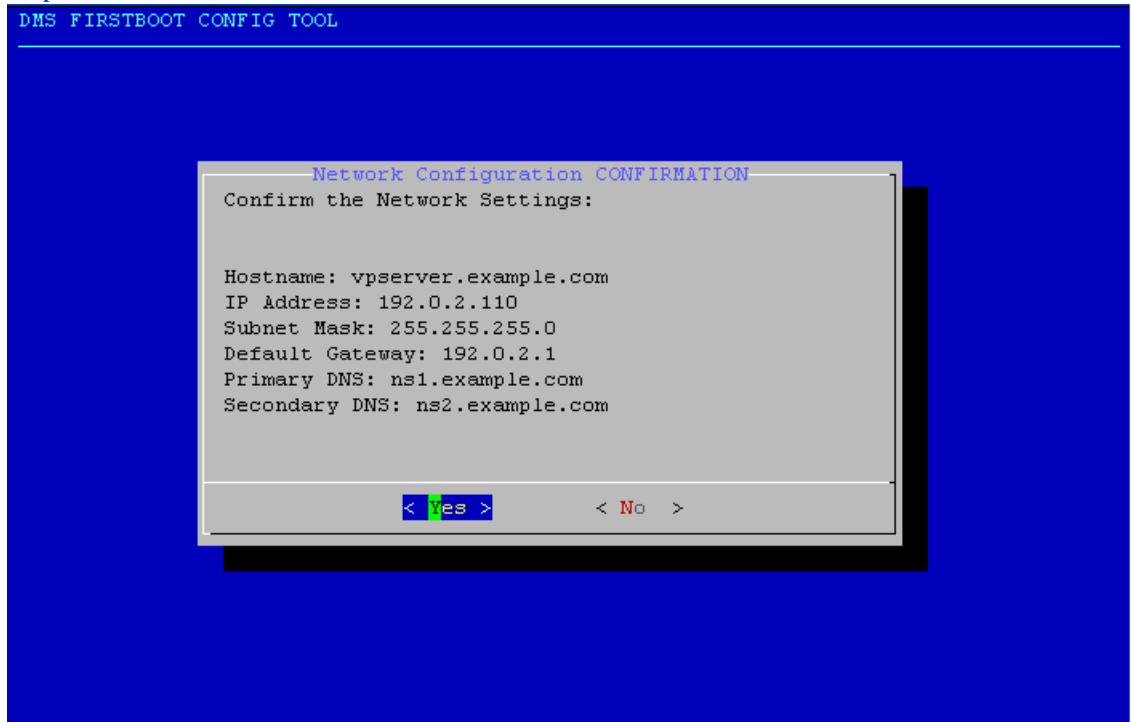 DMS FIRSTBOOT CONFIG TOOL
Network Configuration CONFIRMATION
Confirm the Network Settings:
Hostname: vpserver.example.com
IP Address: 192.0.2.110
Subnet Mask: 255.255.255.0
Default Gateway: 192.0.2.1
Primary DNS: ns1.example.com
Secondary DNS: ns2.example.com
< Yes > < No >